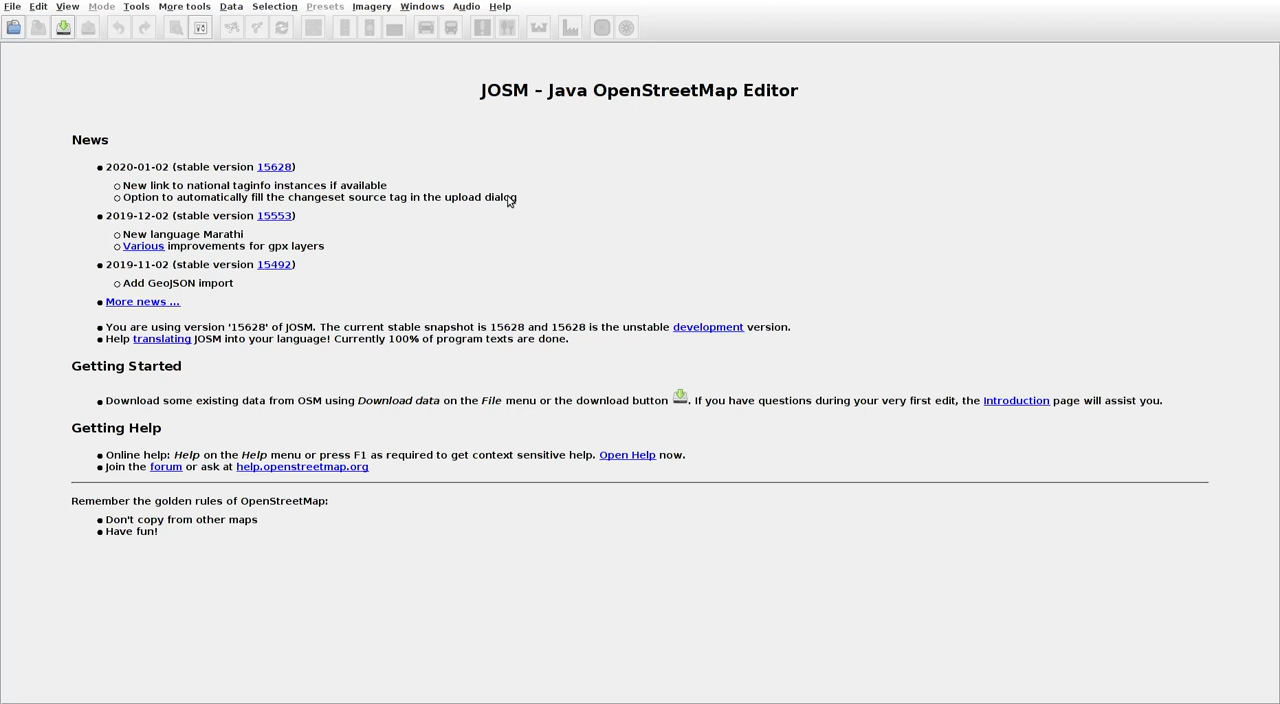 File Edit View Mode Tools More tools Data Selection Presets Imagery Windows Audio Help
JOSM – Java OpenStreetMap Editor
News
2020-01-02 (stable version 15628)
New link to national taginfo instances if available
Option to automatically fill the changeset source tag in the upload dialog
2019-12-02 (stable version 15553)
New language Marathi
Various improvements for gpx layers
2019-11-02 (stable version 15492)
Add GeoJSON import
More news ...
You are using version '15628' of JOSM. The current stable snapshot is 15628 and 15628 is the unstable development version.
Help translating JOSM into your language! Currently 100% of program texts are done.
Getting Started
Download some existing data from OSM using Download data on the File menu or the download button . If you have questions during your very first edit, the Introduction page will assist you.
Getting Help
Online help: Help on the Help menu or press F1 as required to get context sensitive help. Open Help now.
Join the forum or ask at help.openstreetmap.org
Remember the golden rules of OpenStreetMap:
Don't copy from other maps
Have fun!